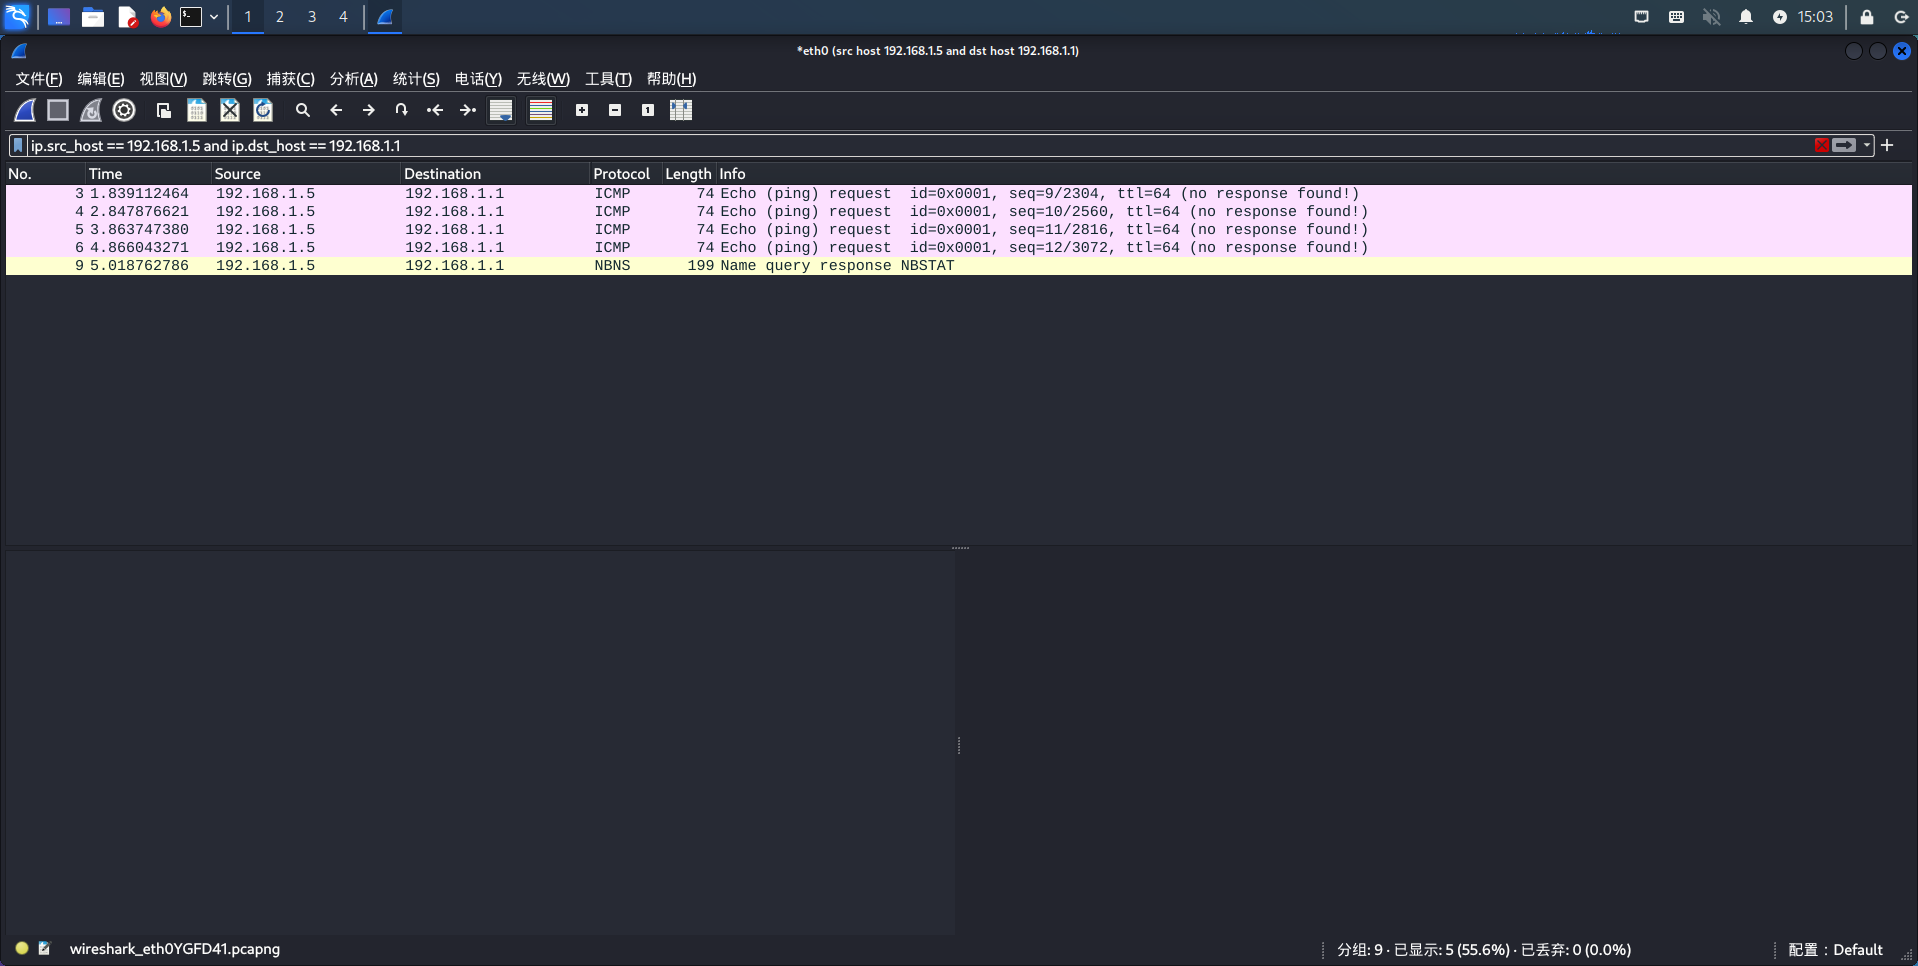 1 2 3 4 15:03
*eth0 (src host 192.168.1.5 and dst host 192.168.1.1)
文件(F) 编辑(E) 视图(V) 跳转(G) 捕获(C) 分析(A) 统计(S) 电话(Y) 无线(W) 工具(T) 帮助(H)
ip.src_host == 192.168.1.5 and ip.dst_host == 192.168.1.1
No. Time Source Destination Protocol Length Info
3 1.839112464 192.168.1.5 192.168.1.1 ICMP 74 Echo (ping) request id=0x0001, seq=9/2304, ttl=64 (no response found!)
4 2.847876621 192.168.1.5 192.168.1.1 ICMP 74 Echo (ping) request id=0x0001, seq=10/2560, ttl=64 (no response found!)
5 3.863747380 192.168.1.5 192.168.1.1 ICMP 74 Echo (ping) request id=0x0001, seq=11/2816, ttl=64 (no response found!)
6 4.866043271 192.168.1.5 192.168.1.1 ICMP 74 Echo (ping) request id=0x0001, seq=12/3072, ttl=64 (no response found!)
9 5.018762786 192.168.1.5 192.168.1.1 NBNS 199 Name query response NBSTAT
wireshark_eth0YGFD41.pcapng 分组: 9 · 已显示: 5 (55.6%) · 已丢弃: 0 (0.0%) 配置：Default